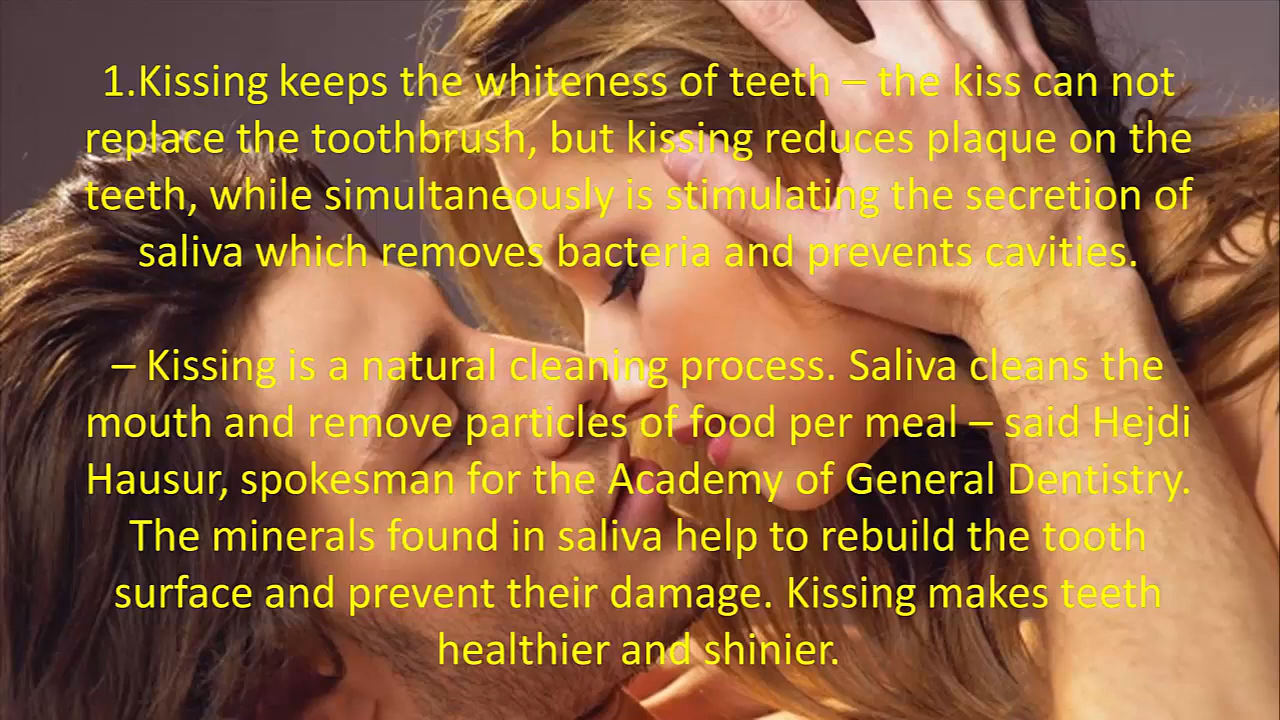 1.Kissing keeps the whiteness of teeth – the kiss can not
replace the toothbrush, but kissing reduces plaque on the
teeth, while simultaneously is stimulating the secretion of
saliva which removes bacteria and prevents cavities.
– Kissing is a natural cleaning process. Saliva cleans the
mouth and remove particles of food per meal – said Hejdi
Hausur, spokesman for the Academy of General Dentistry.
The minerals found in saliva help to rebuild the tooth
surface and prevent their damage. Kissing makes teeth
healthier and shinier.